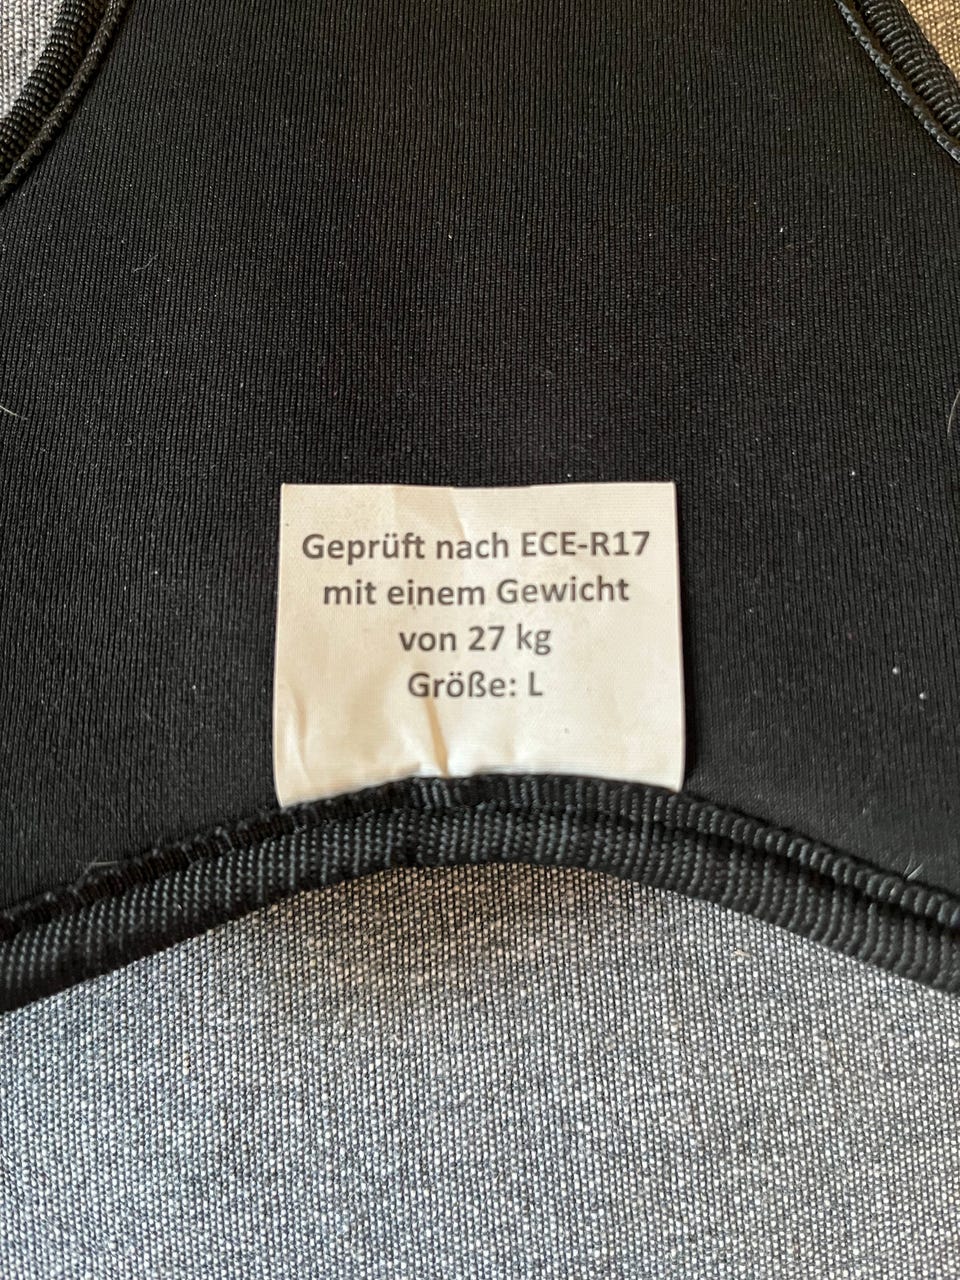 Geprüft nach ECE-R17
mit einem Gewicht
von 27 kg
Größe: L